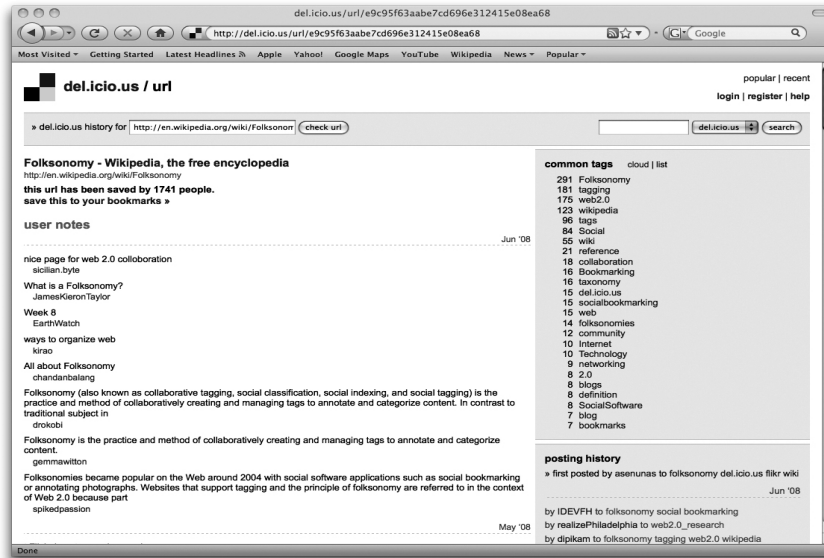 del.icio.us/url/e9c95f63aabe7cd696e312415e08ea68
http://del.icio.us/url/e9c95f63aabe7cd696e312415e08ea68
Google
Most Visited Getting Started Latest Headlines Apple Yahoo! Google Maps YouTube Wikipedia News Popular
del.icio.us / url
popular | recent
login | register | help
» del.icio.us history for http://en.wikipedia.org/wiki/Folksonom check url
del.icio.us search
Folksonomy - Wikipedia, the free encyclopedia
http://en.wikipedia.org/wiki/Folksonomy
this url has been saved by 1741 people.
save this to your bookmarks »
user notes
Jun '08
nice page for web 2.0 colloboration
sicilian.byte
What is a Folksonomy?
JamesKieronTaylor
Week 8
EarthWatch
ways to organize web
kirao
All about Folksonomy
chandanbalang
Folksonomy (also known as collaborative tagging, social classification, social indexing, and social tagging) is the
practice and method of collaboratively creating and managing tags to annotate and categorize content. In contrast to
traditional subject in
drokobi
Folksonomy is the practice and method of collaboratively creating and managing tags to annotate and categorize
content.
gemmawitton
Folksonomies became popular on the Web around 2004 with social software applications such as social bookmarking
or annotating photographs. Websites that support tagging and the principle of folksonomy are referred to in the context
of Web 2.0 because part
spikedpassion
May '08
common tags cloud | list
291 Folksonomy
181 tagging
175 web2.0
123 wikipedia
96 tags
84 Social
55 wiki
21 reference
18 collaboration
16 Bookmarking
16 taxonomy
15 del.icio.us
15 socialbookmarking
15 web
14 folksonomies
12 community
10 Internet
10 Technology
9 networking
8 2.0
8 blogs
8 definition
8 SocialSoftware
7 blog
7 bookmarks
posting history
» first posted by asenunas to folksonomy del.icio.us flikr wiki
Jun '08
by IDEVFH to folksonomy social bookmarking
by realizePhiladelphia to web2.0_research
by dipikam to folksonomy tagging web2.0 wikipedia
Done